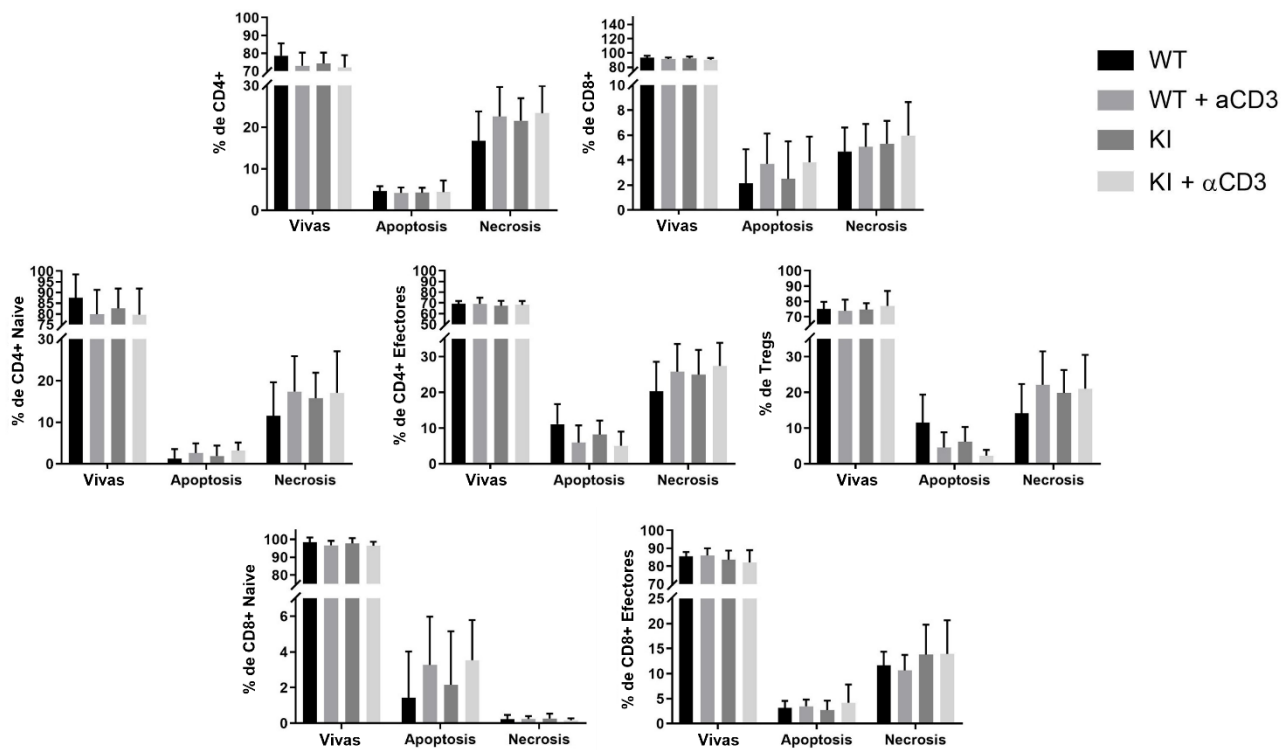 % de CD4+
100
90
80
70
30
20
10
0
Vivas
Apoptosis
Necrosis
% de CD8+
140
120
100
80
10
8
6
4
2
0
Vivas
Apoptosis
Necrosis
WT
WT + aCD3
KI
KI + αCD3
% de CD4+ Naive
100
95
90
85
80
75
30
20
10
0
Vivas
Apoptosis
Necrosis
% de CD4+ Efectores
100
90
80
70
60
50
30
20
10
0
Vivas
Apoptosis
Necrosis
% de Tregs
100
90
80
70
30
20
10
0
Vivas
Apoptosis
Necrosis
% de CD8+ Naive
100
90
80
6
4
2
0
Vivas
Apoptosis
Necrosis
% de CD8+ Efectores
100
90
80
70
25
20
15
10
5
0
Vivas
Apoptosis
Necrosis